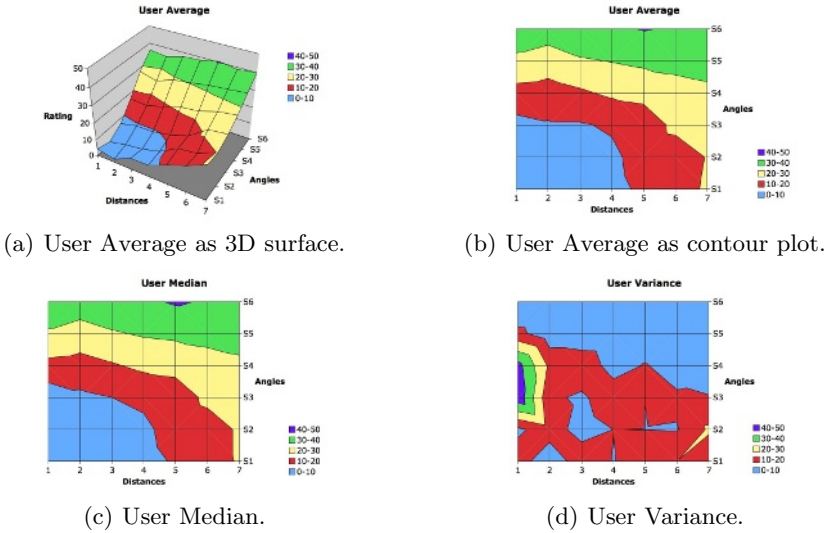 User Average
50
40
30
20
10
0
Rating
1
2
3
4
5
6
7
Distances
S1
S2
S3
S4
S5
S6
Angles
40-50
30-40
20-30
10-20
0-10
(a) User Average as 3D surface.
User Average
S6
S5
S4
S3
S2
S1
Angles
1 2 3 4 5 6 7
Distances
40-50
30-40
20-30
10-20
0-10
(b) User Average as contour plot.
User Median
S6
S5
S4
S3
S2
S1
Angles
1 2 3 4 5 6 7
Distances
40-50
30-40
20-30
10-20
0-10
(c) User Median.
User Variance
S6
S5
S4
S3
S2
S1
Angles
1 2 3 4 5 6 7
Distances
40-50
30-40
20-30
10-20
0-10
(d) User Variance.